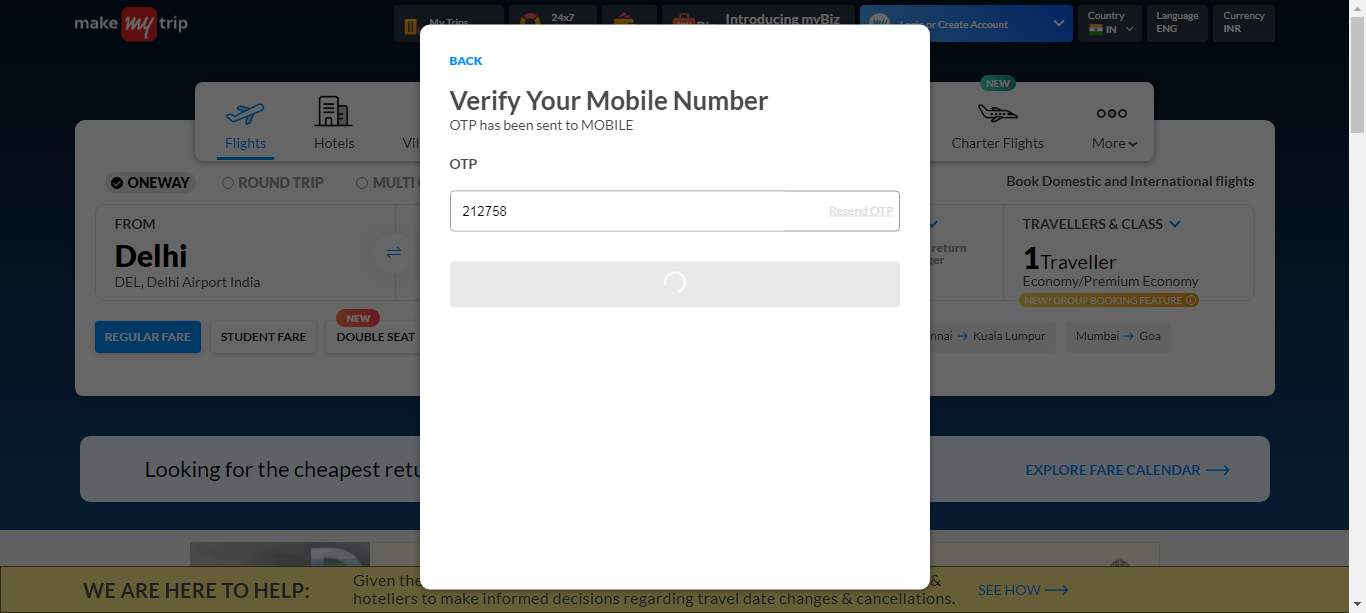 make my trip
My Trips
24x7
Introducing myBiz
Login or Create Account
Country
IN
Language
ENG
Currency
INR
BACK
Verify Your Mobile Number
OTP has been sent to MOBILE
OTP
212758
Resend OTP
Flights
Hotels
NEW
Charter Flights
More
ONEWAY
ROUND TRIP
MULTI
Book Domestic and International flights
FROM
Delhi
DEL, Delhi Airport India
return
TRAVELLERS & CLASS
1 Traveller
Economy/Premium Economy
NEW! GROUP BOOKING FEATURE
REGULAR FARE
STUDENT FARE
NEW
DOUBLE SEAT
Kuala Lumpur
Mumbai → Goa
Looking for the cheapest
EXPLORE FARE CALENDAR
WE ARE HERE TO HELP:
Given the
&
hoteliers to make informed decisions regarding travel date changes & cancellations.
SEE HOW